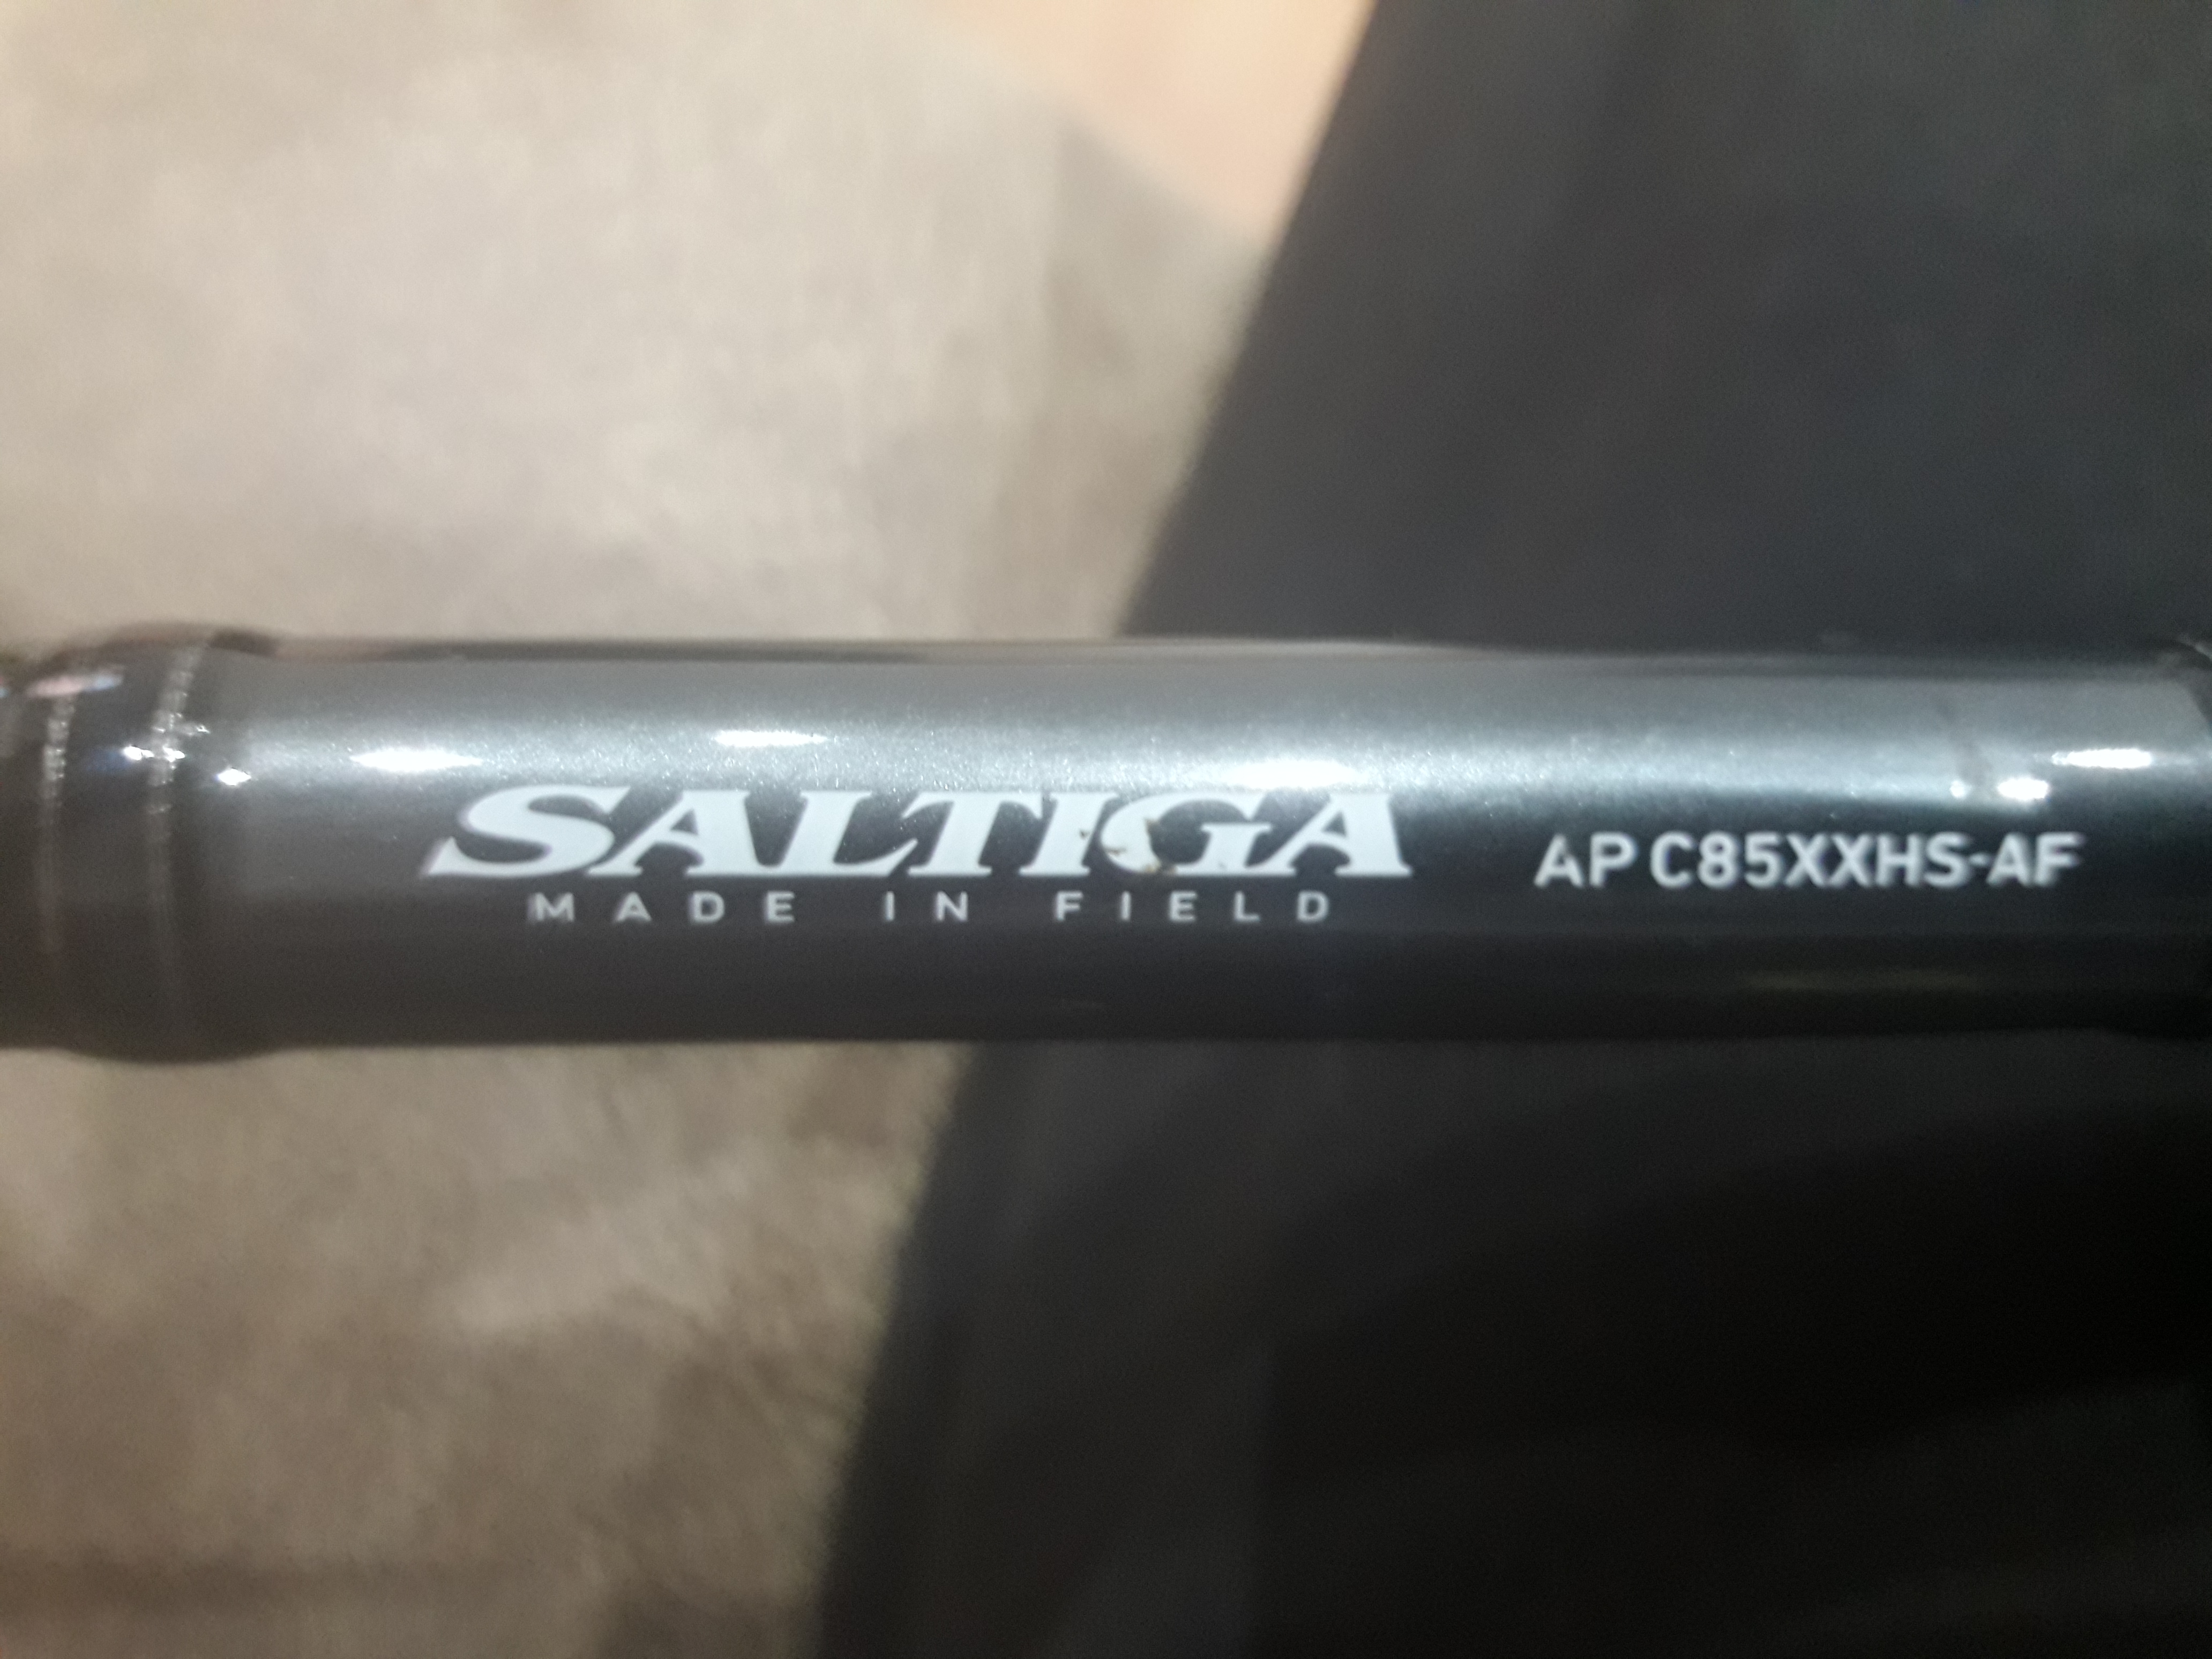 SALTIGA
MADE IN FIELD
AP C85XXHS-AF